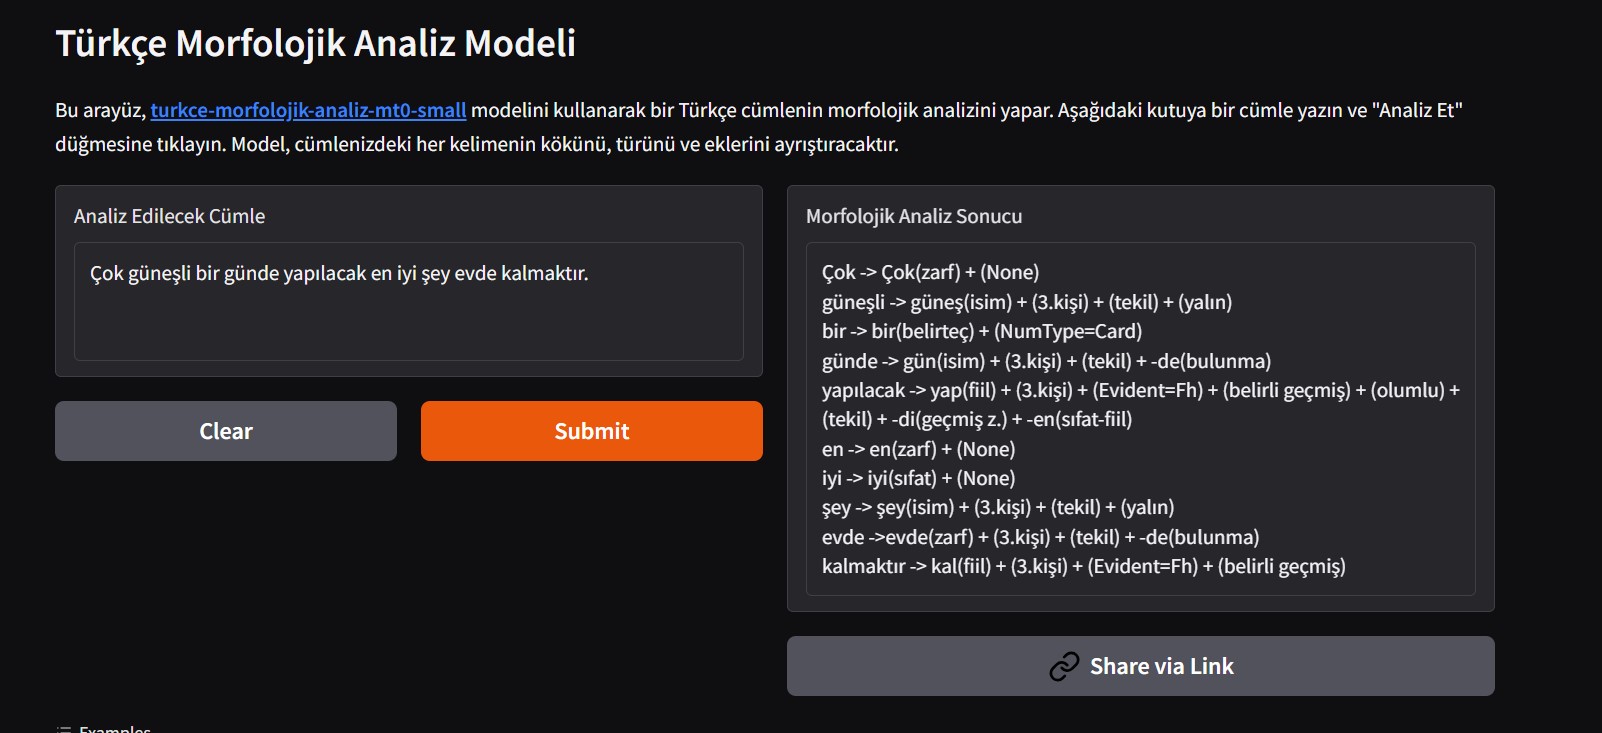 Türkçe Morfolojik Analiz Modeli
Bu arayüz, turkce-morfolojik-analiz-mt0-small modelini kullanarak bir Türkçe cümlenin morfolojik analizini yapar. Aşağıdaki kutuya bir cümle yazın ve "Analiz Et"
düğmesine tıklayın. Model, cümlenizdeki her kelimenin kökünü, türünü ve eklerini ayrıştıracaktır.
Analiz Edilecek Cümle
Çok güneşli bir günde yapılacak en iyi şey evde kalmaktır.
Clear
Submit
Morfolojik Analiz Sonucu
Çok -> Çok(zarf) + (None)
güneşli -> güneş(isim) + (3.kişi) + (tekil) + (yalın)
bir -> bir(belirteç) + (NumType=Card)
günde -> gün(isim) + (3.kişi) + (tekil) + -de(bulunma)
yapılacak -> yap(fiil) + (3.kişi) + (Evident=Fh) + (belirli geçmiş) + (olumlu) +
(tekil) + -di(geçmiş z.) + -en(sıfat-fiil)
en -> en(zarf) + (None)
iyi -> iyi(sıfat) + (None)
şey -> şey(isim) + (3.kişi) + (tekil) + (yalın)
evde ->evde(zarf) + (3.kişi) + (tekil) + -de(bulunma)
kalmaktır -> kal(fiil) + (3.kişi) + (Evident=Fh) + (belirli geçmiş)
Share via Link
Examples